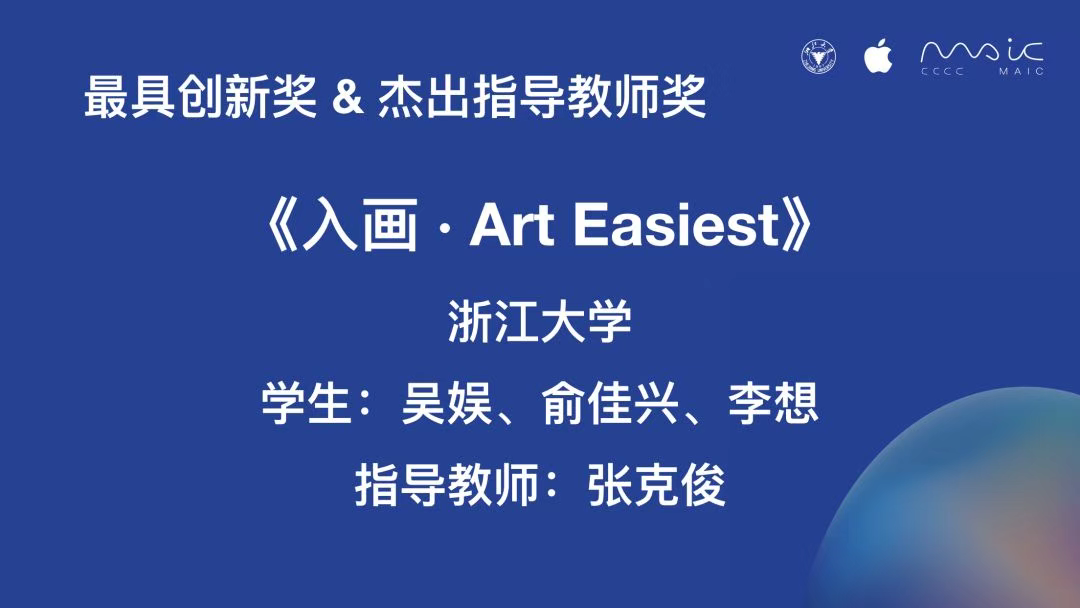 最具创新奖 & 杰出指导教师奖
CCCC MAIC
《入画 · Art Easiest》
浙江大学
学生：吴娱、俞佳兴、李想
指导教师：张克俊